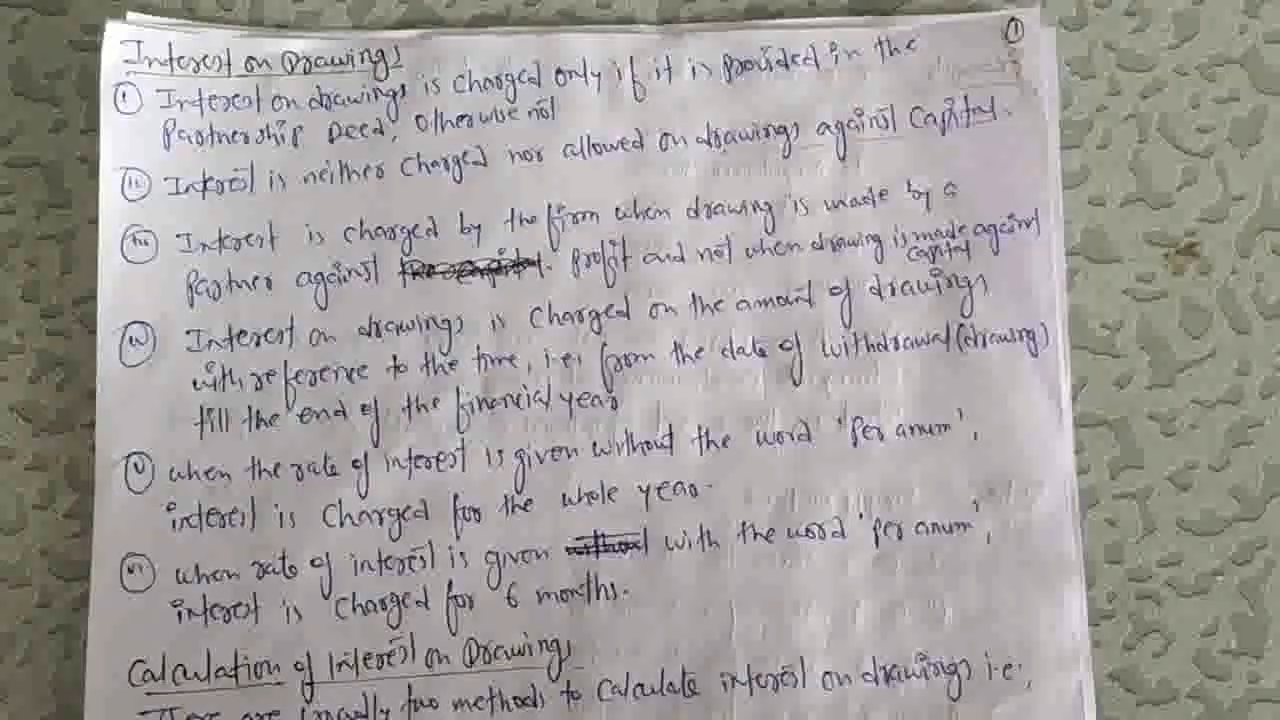 ①
Interest on Drawings
(i) Interest on drawings is charged only if it is provided in the
Partnership Deed, otherwise not
(ii) Interest is neither charged nor allowed on drawings against Capital.
(iii) Interest is charged by the firm when drawing is made by a
Partner against profit and not when drawing is made against
capital
(iv) Interest on drawings is charged on the amount of drawings
with reference to the time, i.e. from the date of withdrawal (drawing)
till the end of the financial year
(v) when the rate of interest is given without the word 'Per anum',
interest is charged for the whole year.
(vi) when rate of interest is given with the word 'per anum',
interest is charged for 6 months.
Calculation of Interest on Drawings
There are two methods to calculate interest on drawings i.e.